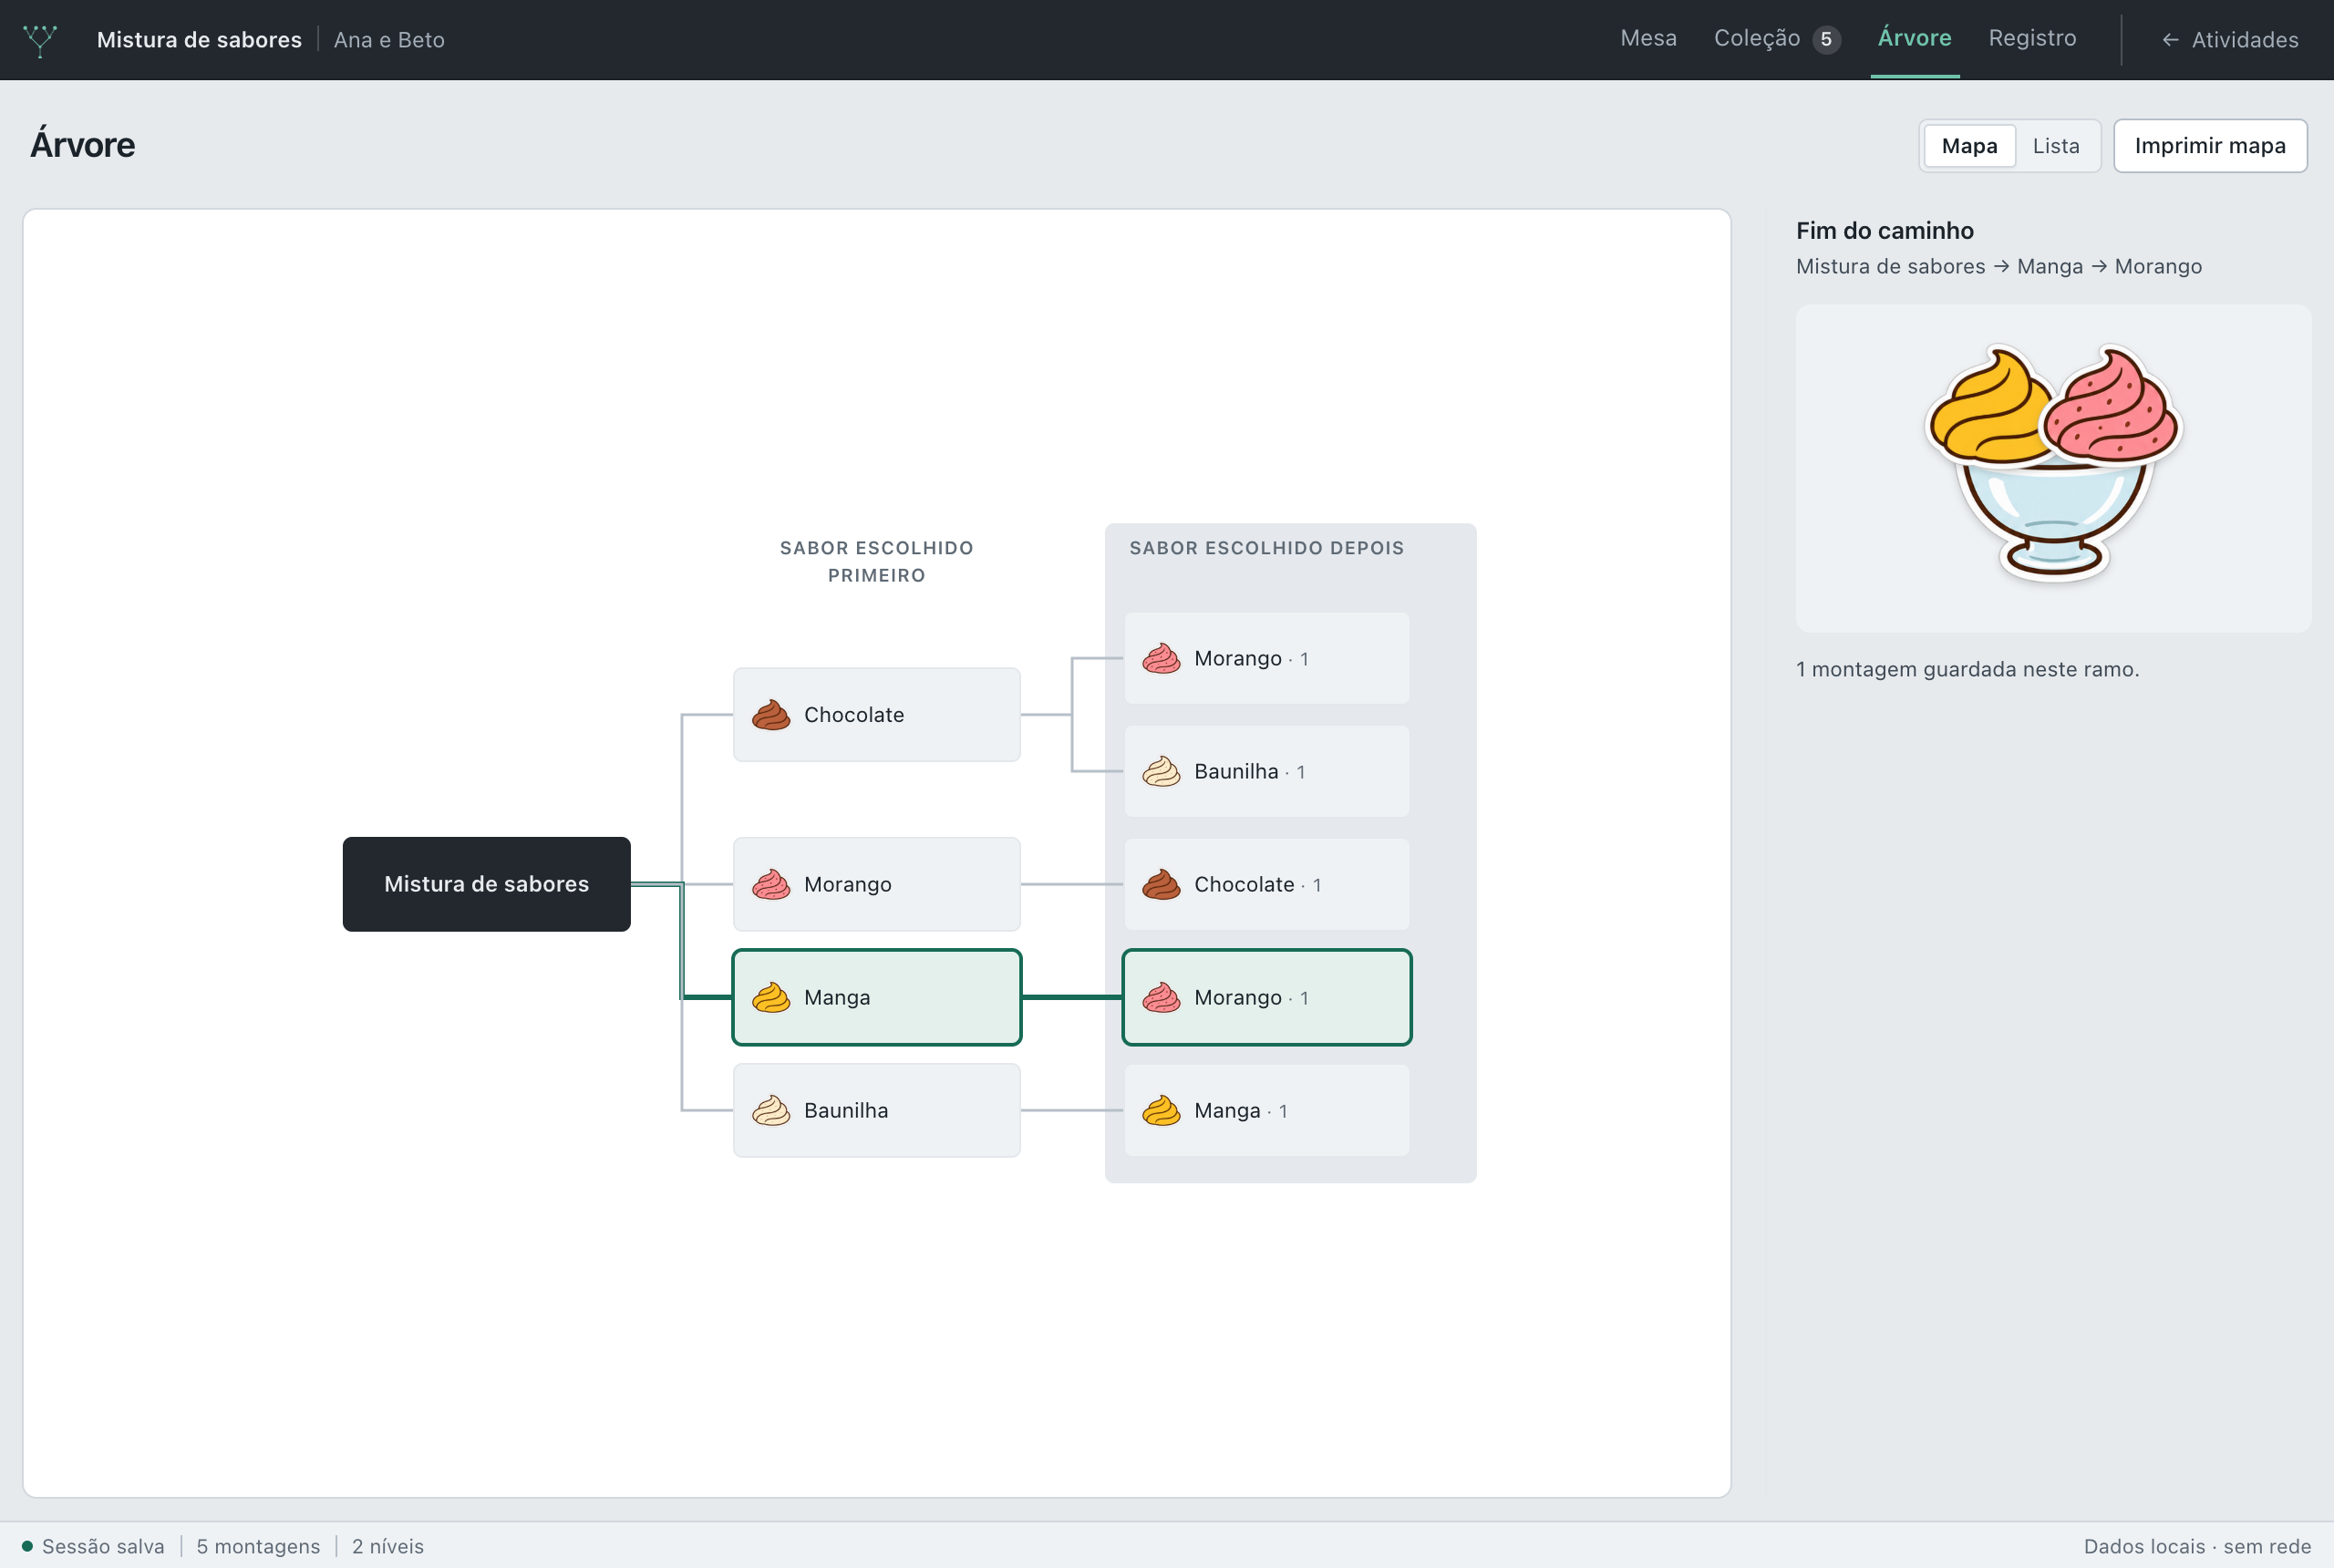 Mistura de sabores Ana e Beto Mesa Coleção 5 Árvore Registro ← Atividades
Árvore
Mapa Lista Imprimir mapa
Fim do caminho
Mistura de sabores → Manga → Morango
1 montagem guardada neste ramo.
SABOR ESCOLHIDO
PRIMEIRO
SABOR ESCOLHIDO DEPOIS
Mistura de sabores
Chocolate
Morango · 1
Baunilha · 1
Morango
Chocolate · 1
Manga
Morango · 1
Baunilha
Manga · 1
Sessão salva 5 montagens 2 níveis
Dados locais · sem rede